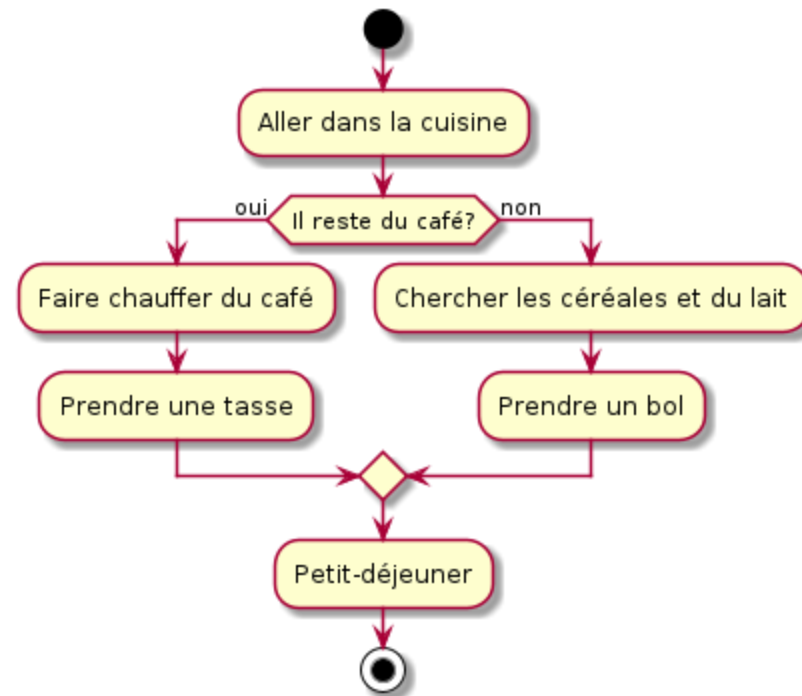 Aller dans la cuisine
oui
Il reste du café?
non
Faire chauffer du café
Chercher les céréales et du lait
Prendre une tasse
Prendre un bol
Petit-déjeuner